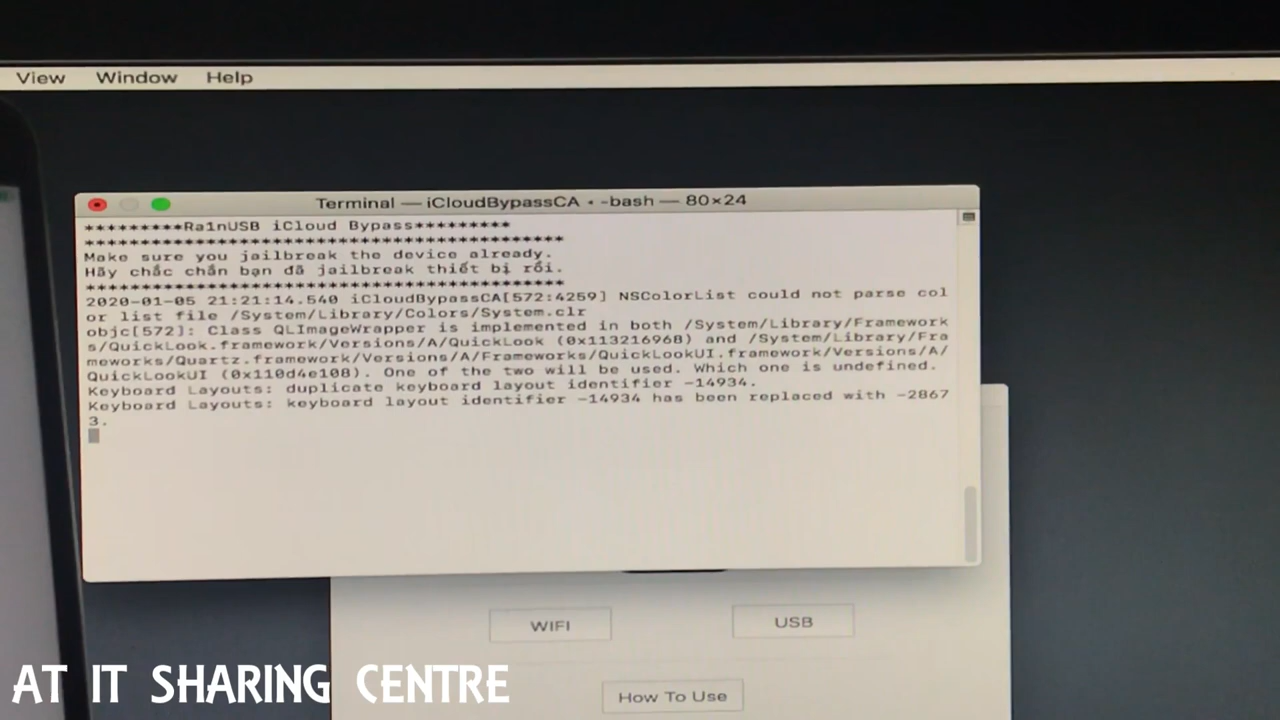 View Window Help
Terminal — iCloudBypassCA • -bash — 80×24
*********Ra1nUSB iCloud Bypass*********
********************************************
Make sure you jailbreak the device already.
Hãy chắc chắn bạn đã jailbreak thiết bị rồi.
********************************************
2020-01-05 21:21:14.540 iCloudBypassCA[572:4259] NSColorList could not parse col
or list file /System/Library/Colors/System.clr
objc[572]: Class QLImageWrapper is implemented in both /System/Library/Framework
s/QuickLook.framework/Versions/A/QuickLook (0x113216968) and /System/Library/Fra
meworks/Quartz.framework/Versions/A/Frameworks/QuickLookUI.framework/Versions/A/
QuickLookUI (0x110d4e108). One of the two will be used. Which one is undefined.
Keyboard Layouts: duplicate keyboard layout identifier -14934.
Keyboard Layouts: keyboard layout identifier -14934 has been replaced with -2867
3.
WIFI USB
How To Use
AT IT SHARING CENTRE